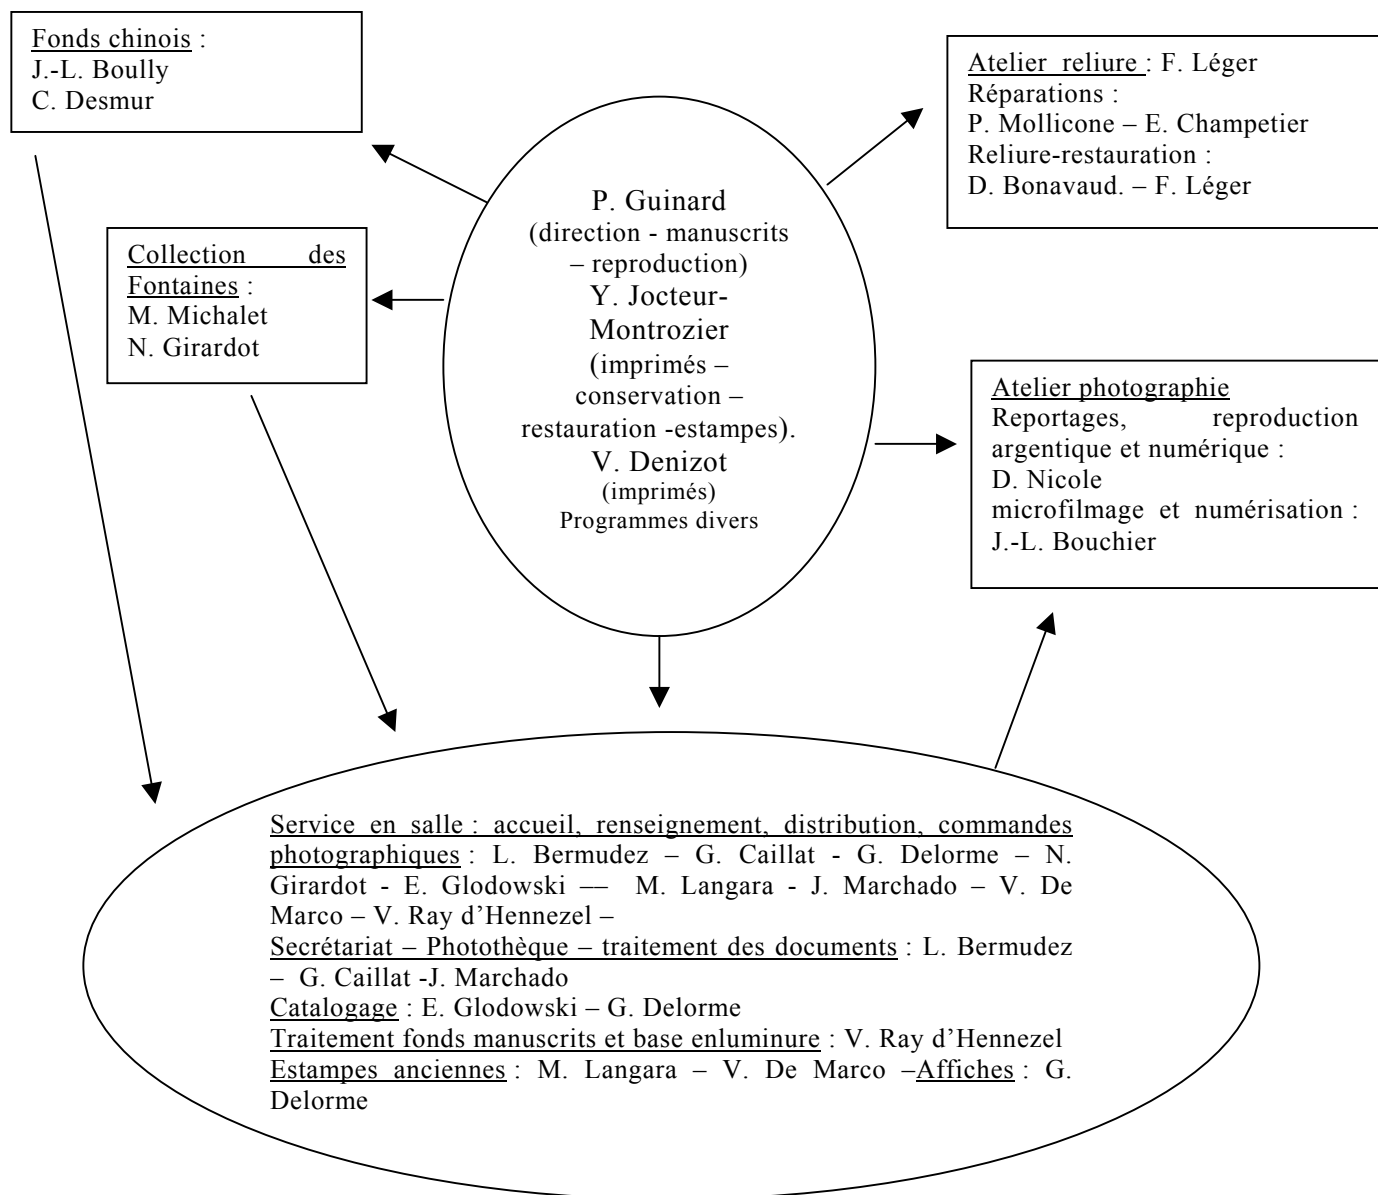 Fonds chinois :
J.-L. Boully
C. Desmur
Atelier reliure : F. Léger
Réparations :
P. Mollicone – E. Champetier
Reliure-restauration :
D. Bonavaud. – F. Léger
Collection des
Fontaines :
M. Michalet
N. Girardot
P. Guinard
(direction - manuscrits
– reproduction)
Y. Jocteur-
Montrozier
(imprimés –
conservation –
restauration -estampes).
V. Denizot
(imprimés)
Programmes divers
Atelier photographie
Reportages, reproduction
argentique et numérique :
D. Nicole
microfilmage et numérisation :
J.-L. Bouchier
Service en salle : accueil, renseignement, distribution, commandes
photographiques : L. Bermudez – G. Caillat - G. Delorme – N.
Girardot - E. Glodowski –– M. Langara - J. Marchado – V. De
Marco – V. Ray d'Hennezel –
Secrétariat – Photothèque – traitement des documents : L. Bermudez
– G. Caillat -J. Marchado
Catalogage : E. Glodowski – G. Delorme
Traitement fonds manuscrits et base enluminure : V. Ray d'Hennezel
Estampes anciennes : M. Langara – V. De Marco –Affiches : G.
Delorme